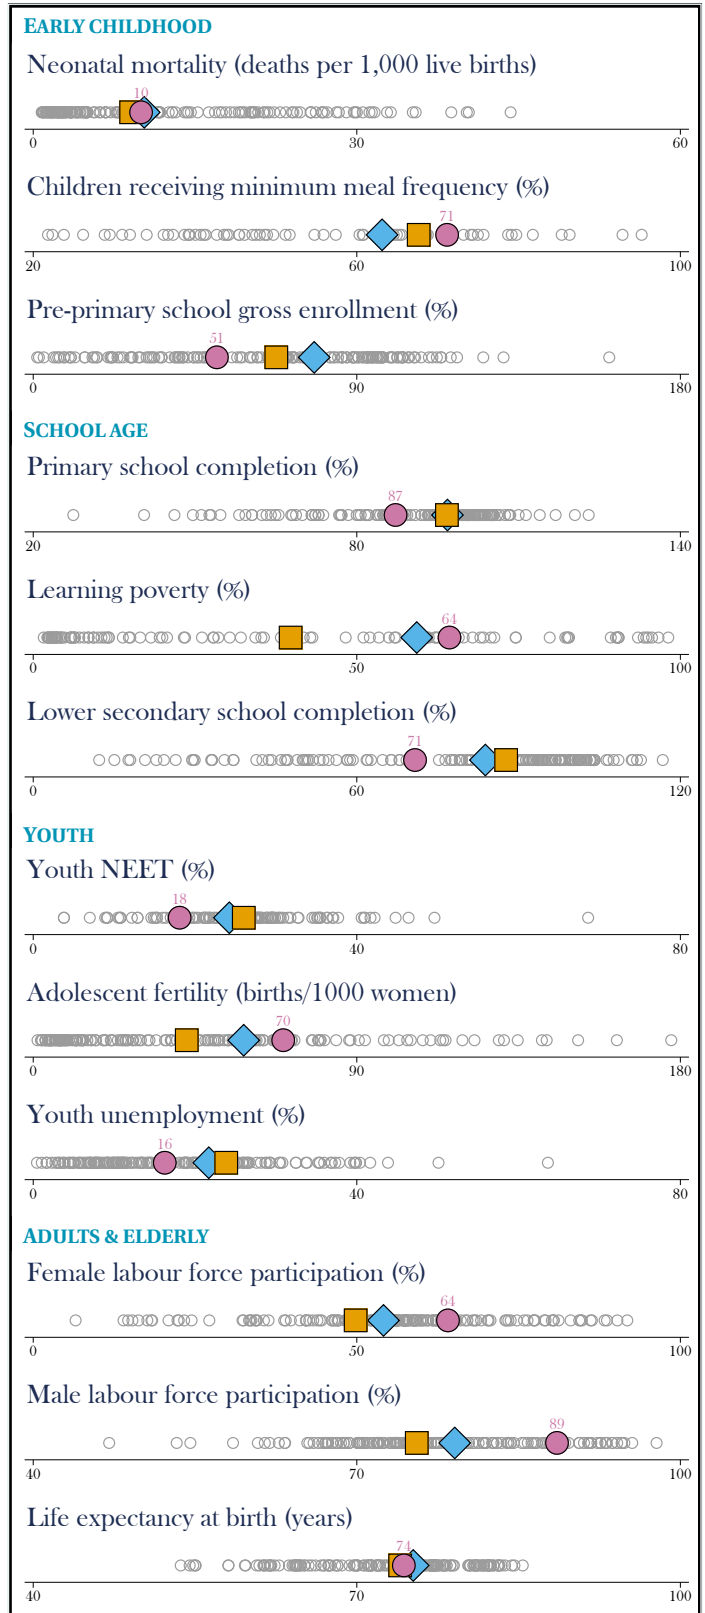 EARLY CHILDHOOD
Neonatal mortality (deaths per 1,000 live births)
10
0 30 60
Children receiving minimum meal frequency (%)
71
20 60 100
Pre-primary school gross enrollment (%)
51
0 90 180
SCHOOL AGE
Primary school completion (%)
87
20 80 140
Learning poverty (%)
64
0 50 100
Lower secondary school completion (%)
71
0 60 120
YOUTH
Youth NEET (%)
18
0 40 80
Adolescent fertility (births/1000 women)
70
0 90 180
Youth unemployment (%)
16
0 40 80
ADULTS & ELDERLY
Female labour force participation (%)
64
0 50 100
Male labour force participation (%)
89
40 70 100
Life expectancy at birth (years)
74
40 70 100